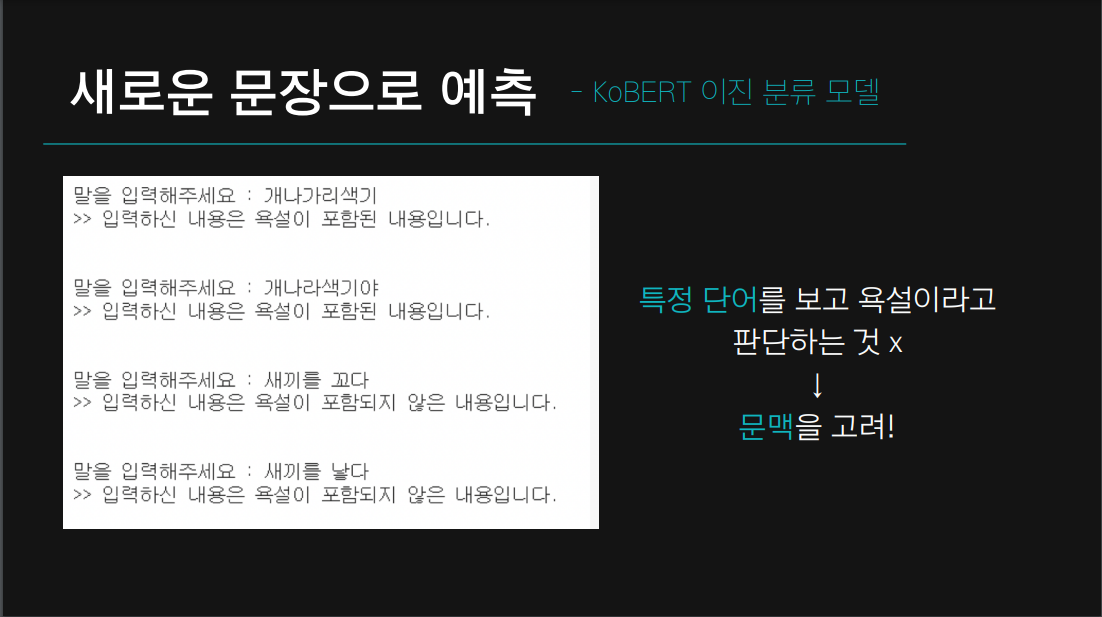 새로운 문장으로 예측 - KoBERT 이진 분류 모델
말을 입력해주세요 : 개나가리색기
>> 입력하신 내용은 욕설이 포함된 내용입니다.
말을 입력해주세요 : 개나라색기야
>> 입력하신 내용은 욕설이 포함된 내용입니다.
말을 입력해주세요 : 새끼를 꼬다
>> 입력하신 내용은 욕설이 포함되지 않은 내용입니다.
말을 입력해주세요 : 새끼를 낳다
>> 입력하신 내용은 욕설이 포함되지 않은 내용입니다.
특정 단어를 보고 욕설이라고
판단하는 것 x
↓
문맥을 고려!